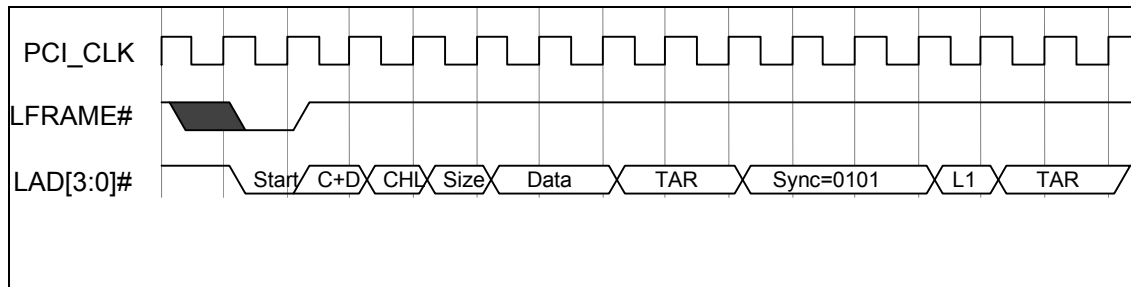 PCI_CLK
LFRAME#
LAD[3:0]# Start C+D CHL Size Data TAR Sync=0101 L1 TAR